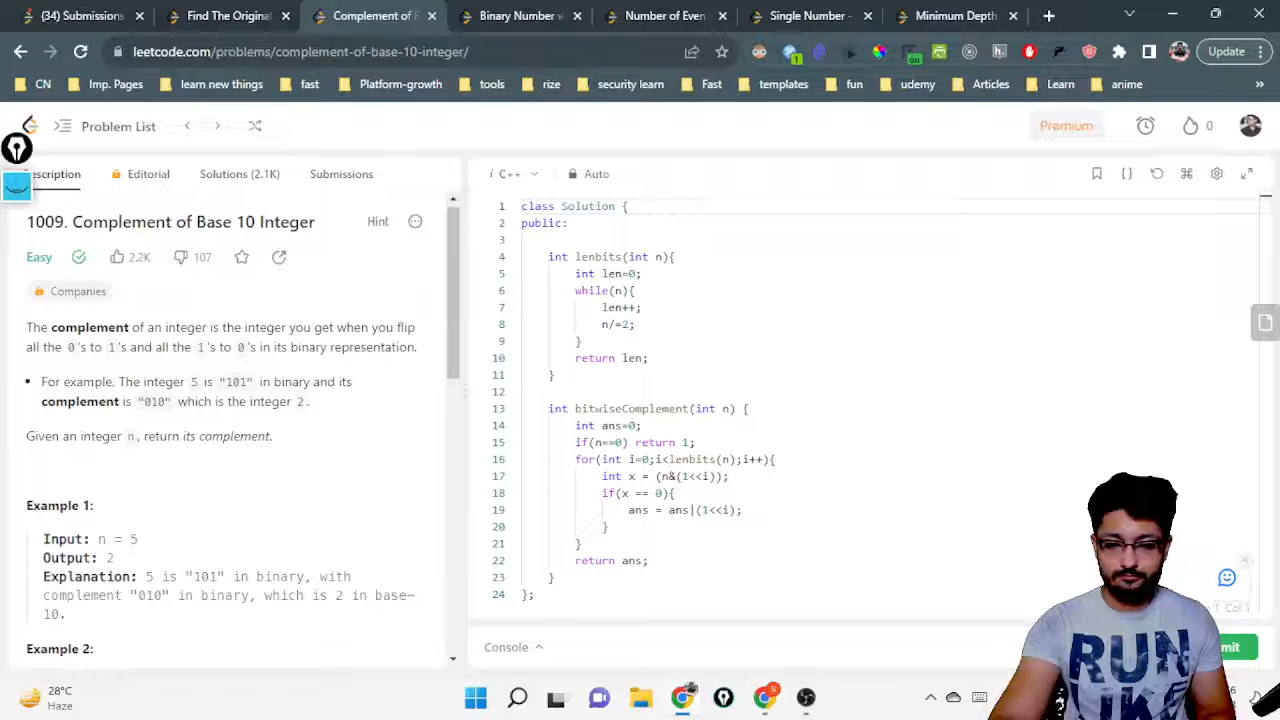 (34) Submissions
Find The Original
Complement of B
Binary Number w
Number of Even
Single Number -
Minimum Depth
leetcode.com/problems/complement-of-base-10-integer/
1
on
Update
CN
Imp. Pages
learn new things
fast
Platform-growth
tools
rize
security learn
Fast
templates
fun
udemy
Articles
Learn
anime
»
Problem List
Premium
0
escription
Editorial
Solutions (2.1K)
Submissions
i C++
Auto
1009. Complement of Base 10 Integer
Hint
Easy
2.2K
107
Companies
The complement of an integer is the integer you get when you flip
all the 0's to 1's and all the 1's to 0's in its binary representation.
• For example, The integer 5 is "101" in binary and its
complement is "010" which is the integer 2.
Given an integer n, return its complement.
Example 1:
Input: n = 5
Output: 2
Explanation: 5 is "101" in binary, with
complement "010" in binary, which is 2 in base-
10.
Example 2:
1 class Solution {
2 public:
3
4 int lenbits(int n){
5 int len=0;
6 while(n){
7 len++;
8 n/=2;
9 }
10 return len;
11 }
12
13 int bitwiseComplement(int n) {
14 int ans=0;
15 if(n==0) return 1;
16 for(int i=0;i<lenbits(n);i++){
17 int x = (n&(1<<i));
18 if(x == 0){
19 ans = ans|(1<<i);
20 }
21 }
22 return ans;
23 }
24 };
Console
mit
RUN
LIKE
28°C
Haze